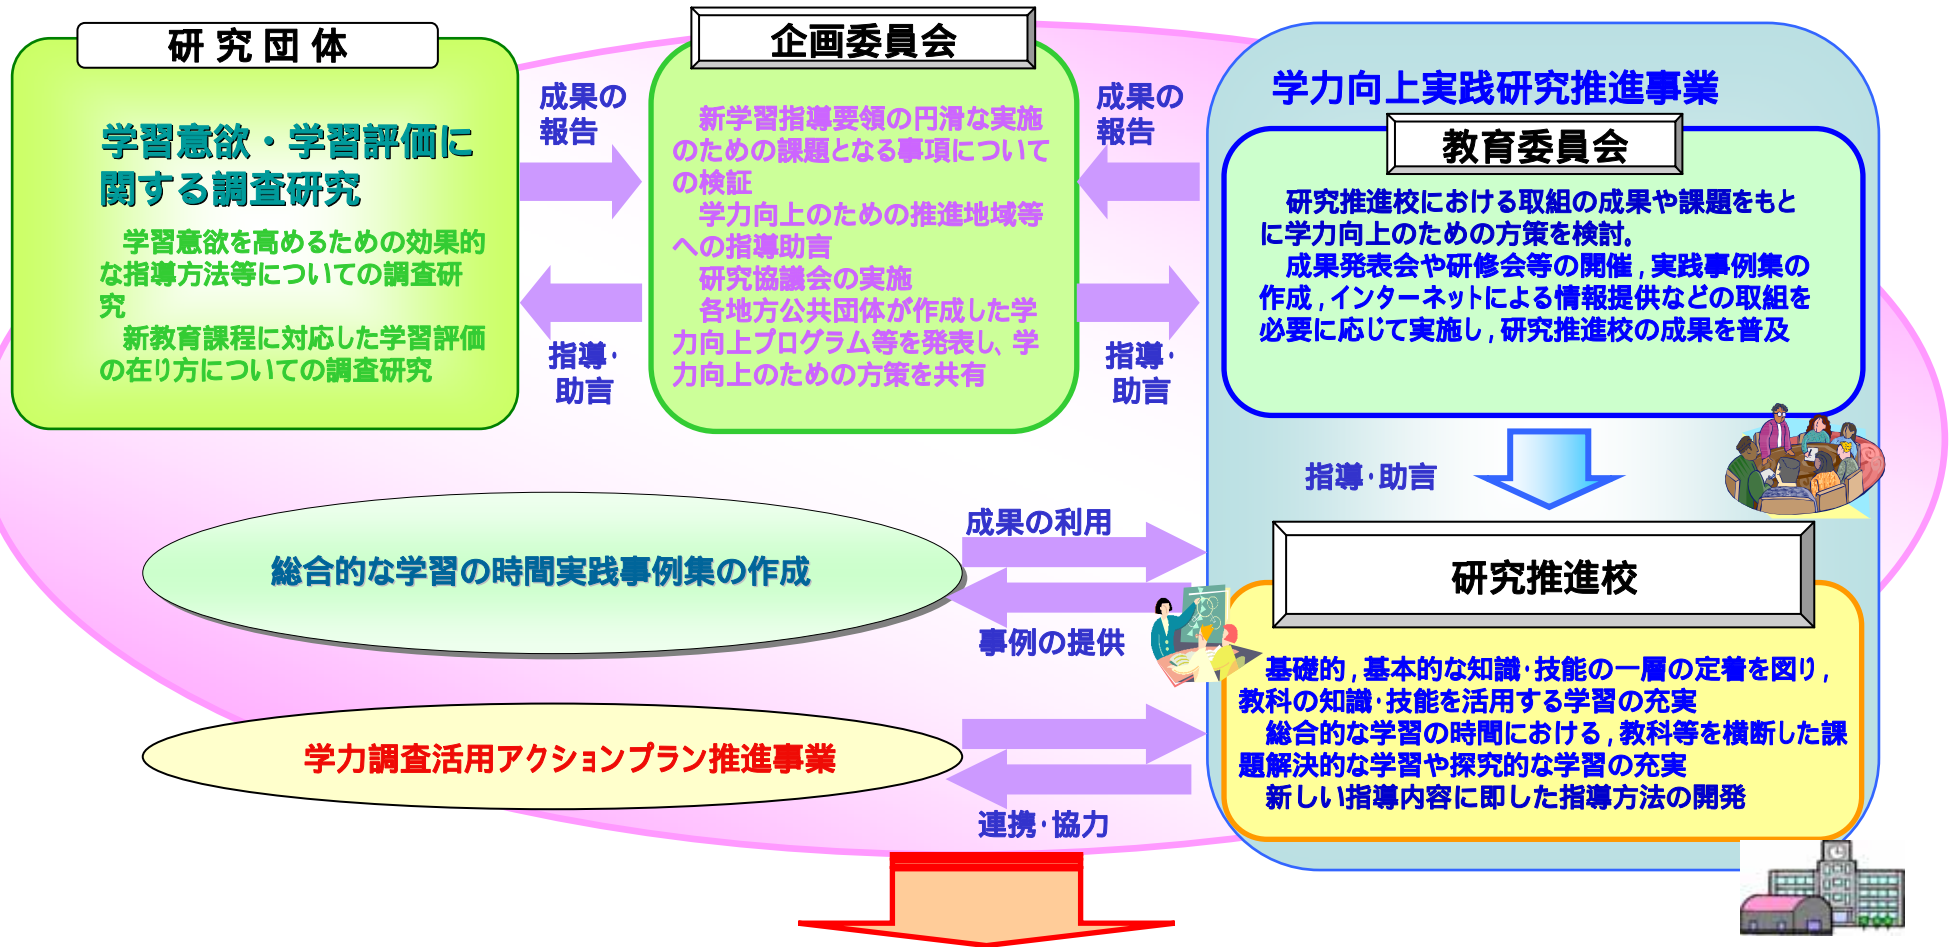 研究団体
学習意欲・学習評価に
関する調査研究
学習意欲を高めるための効果的
な指導方法等についての調査研
究
新教育課程に対応した学習評価
の在り方についての調査研究
成果の
報告
指導・
助言
企画委員会
新学習指導要領の円滑な実施
のための課題となる事項について
の検証
学力向上のための推進地域等
への指導助言
研究協議会の実施
各地方公共団体が作成した学
力向上プログラム等を発表し、学
力向上のための方策を共有
成果の
報告
指導・
助言
学力向上実践研究推進事業
教育委員会
研究推進校における取組の成果や課題をもと
に学力向上のための方策を検討。
成果発表会や研修会等の開催,実践事例集の
作成,インターネットによる情報提供などの取組を
必要に応じて実施し,研究推進校の成果を普及
指導・助言
研究推進校
基礎的,基本的な知識・技能の一層の定着を図り,
教科の知識・技能を活用する学習の充実
総合的な学習の時間における,教科等を横断した課
題解決的な学習や探究的な学習の充実
新しい指導内容に即した指導方法の開発
総合的な学習の時間実践事例集の作成
成果の利用
事例の提供
学力調査活用アクションプラン推進事業
連携・協力